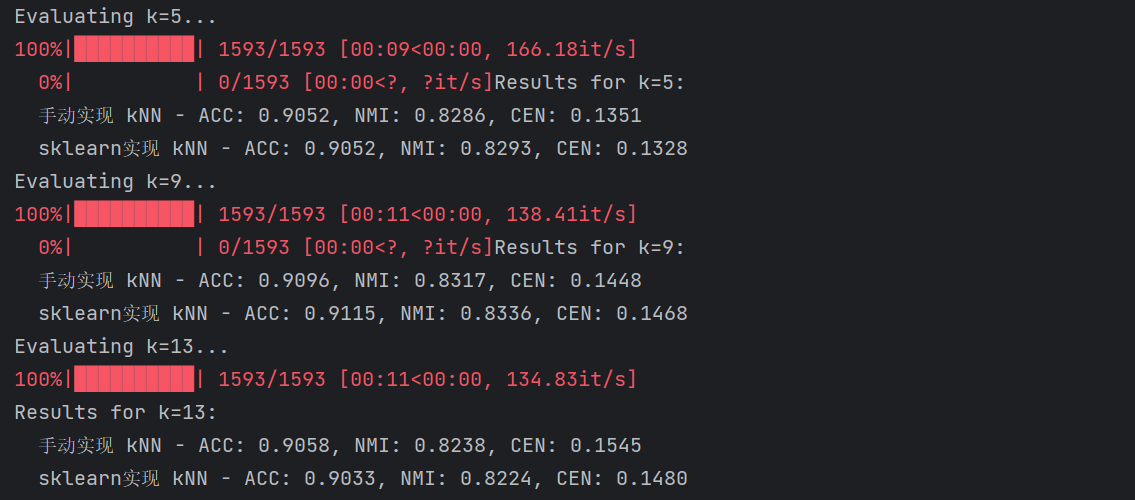 Evaluating k=5...
100%|██████████| 1593/1593 [00:09<00:00, 166.18it/s]
  0%|          | 0/1593 [00:00<?, ?it/s]Results for k=5:
  手动实现 kNN - ACC: 0.9052, NMI: 0.8286, CEN: 0.1351
  sklearn实现 kNN - ACC: 0.9052, NMI: 0.8293, CEN: 0.1328
Evaluating k=9...
100%|██████████| 1593/1593 [00:11<00:00, 138.41it/s]
  0%|          | 0/1593 [00:00<?, ?it/s]Results for k=9:
  手动实现 kNN - ACC: 0.9096, NMI: 0.8317, CEN: 0.1448
  sklearn实现 kNN - ACC: 0.9115, NMI: 0.8336, CEN: 0.1468
Evaluating k=13...
100%|██████████| 1593/1593 [00:11<00:00, 134.83it/s]
Results for k=13:
  手动实现 kNN - ACC: 0.9058, NMI: 0.8238, CEN: 0.1545
  sklearn实现 kNN - ACC: 0.9033, NMI: 0.8224, CEN: 0.1480